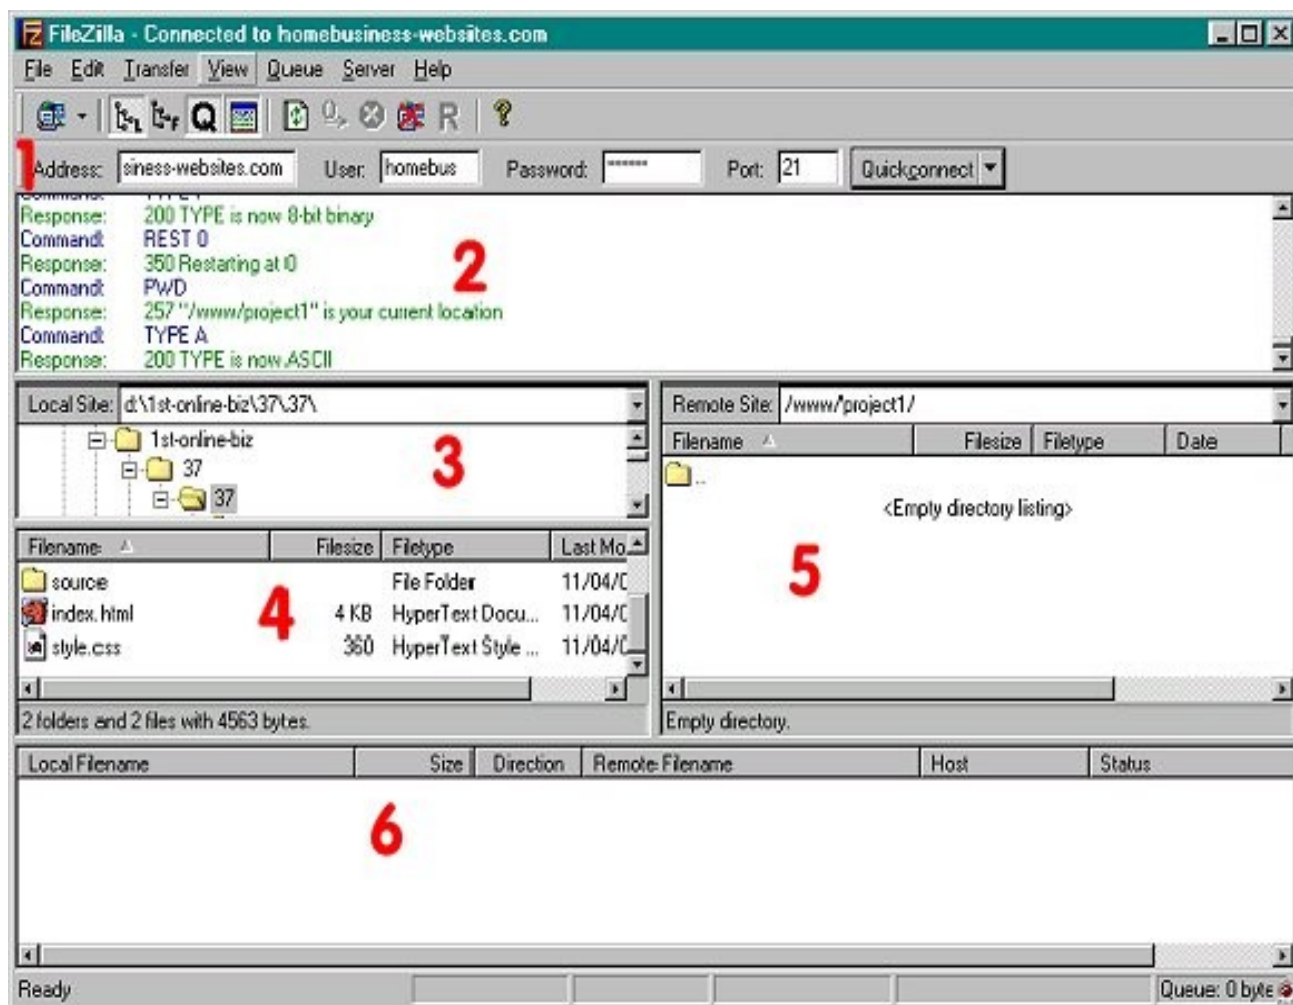 FileZilla - Connected to homebusiness-websites.com
File Edit Transfer View Queue Server Help
Q R ?
1 Address: siness-websites.com User: homebus Password: ****** Port: 21 Quickconnect
Command:
Response: 200 TYPE is now 8-bit binary
Command: REST 0
Response: 350 Restarting at 0
Command: PWD
Response: 257 "/www/project1" is your current location
Command: TYPE A
Response: 200 TYPE is now ASCII
2
Local Site: d:\1st-online-biz\37\37\
1st-online-biz
37
37
3
Filename Filesize Filetype Last Mo
source File Folder 11/04/0
index.html 4 KB HyperText Docu... 11/04/0
style.css 360 HyperText Style ... 11/04/0
4
2 folders and 2 files with 4563 bytes.
Remote Site: /www/project1/
Filename Filesize Filetype Date
..
<Empty directory listing>
5
Empty directory.
Local Filename Size Direction Remote Filename Host Status
6
Ready Queue: 0 byte